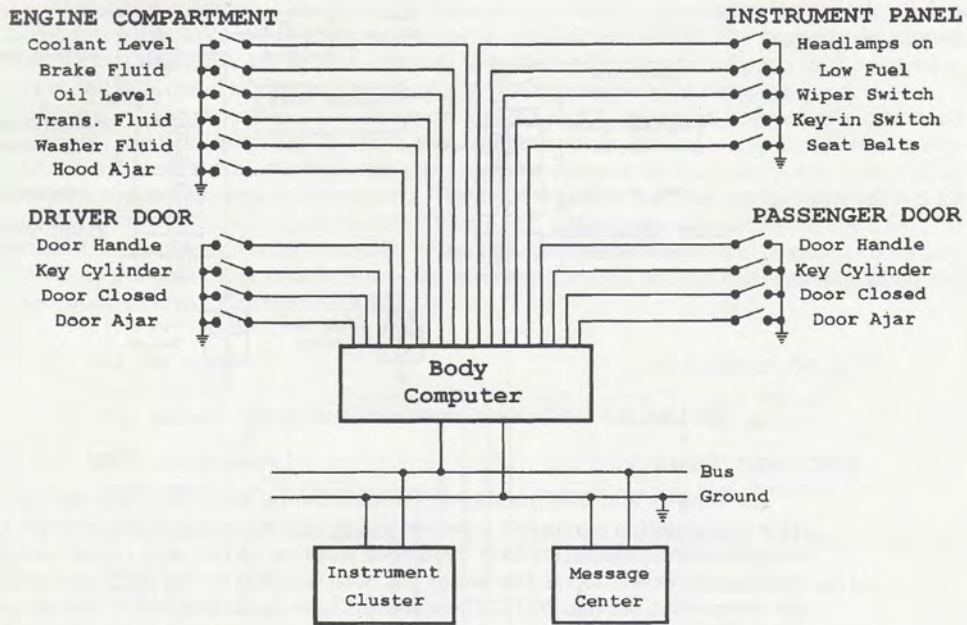 ENGINE COMPARTMENT
Coolant Level
Brake Fluid
Oil Level
Trans. Fluid
Washer Fluid
Hood Ajar
DRIVER DOOR
Door Handle
Key Cylinder
Door Closed
Door Ajar
INSTRUMENT PANEL
Headlamps on
Low Fuel
Wiper Switch
Key-in Switch
Seat Belts
PASSENGER DOOR
Door Handle
Key Cylinder
Door Closed
Door Ajar
Body
Computer
Bus
Ground
Instrument
Cluster
Message
Center